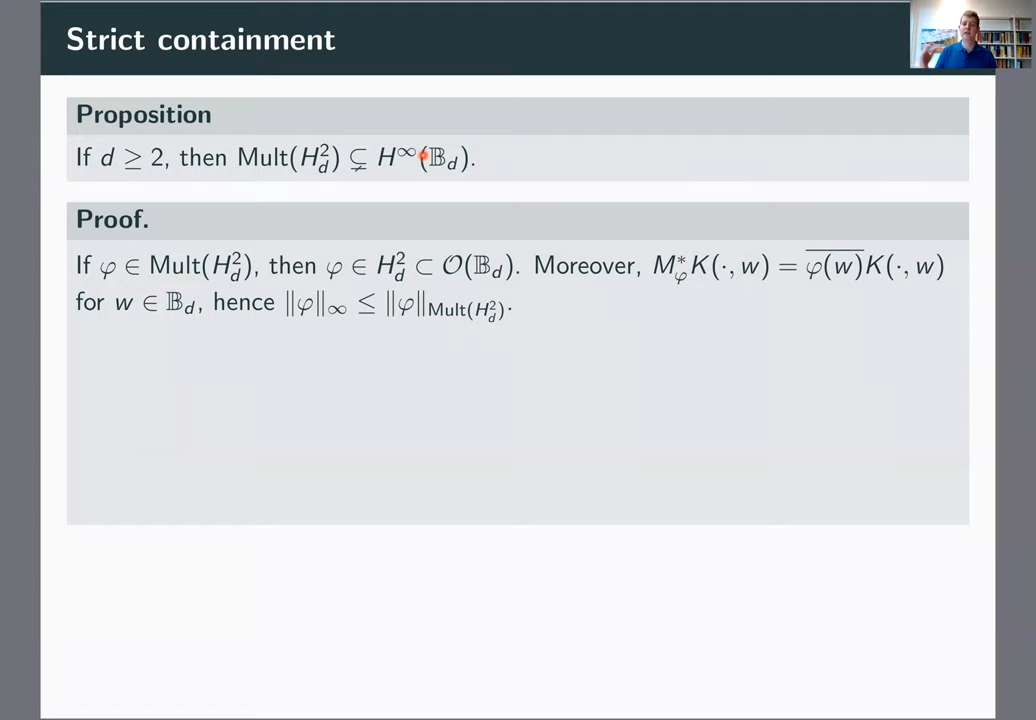 Strict containment
Proposition
If d ≥ 2, then Mult(H²_d) ⊊ H^∞(𝔹_d).
Proof.
If φ ∈ Mult(H²_d), then φ ∈ H²_d ⊂ 𝒪(𝔹_d). Moreover, M*_φ K(·, w) = \overline{φ(w)}K(·, w)
for w ∈ 𝔹_d, hence ‖φ‖_∞ ≤ ‖φ‖_{Mult(H²_d)}.